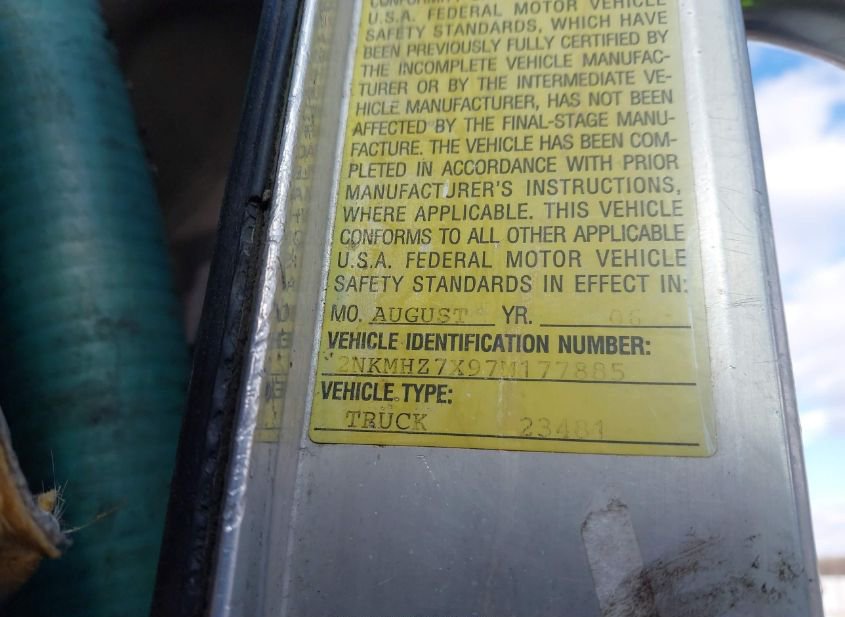 U.S.A. FEDERAL MOTOR VEHICLE
SAFETY STANDARDS, WHICH HAVE
BEEN PREVIOUSLY FULLY CERTIFIED BY
THE INCOMPLETE VEHICLE MANUFAC-
TURER OR BY THE INTERMEDIATE VE-
HICLE MANUFACTURER, HAS NOT BEEN
AFFECTED BY THE FINAL-STAGE MANU-
FACTURE. THE VEHICLE HAS BEEN COM-
PLETED IN ACCORDANCE WITH PRIOR
MANUFACTURER'S INSTRUCTIONS,
WHERE APPLICABLE. THIS VEHICLE
CONFORMS TO ALL OTHER APPLICABLE
U.S.A. FEDERAL MOTOR VEHICLE
SAFETY STANDARDS IN EFFECT IN:
MO. AUGUST YR. 06
VEHICLE IDENTIFICATION NUMBER:
2NKMHZ7X97M177885
VEHICLE TYPE:
TRUCK 23481